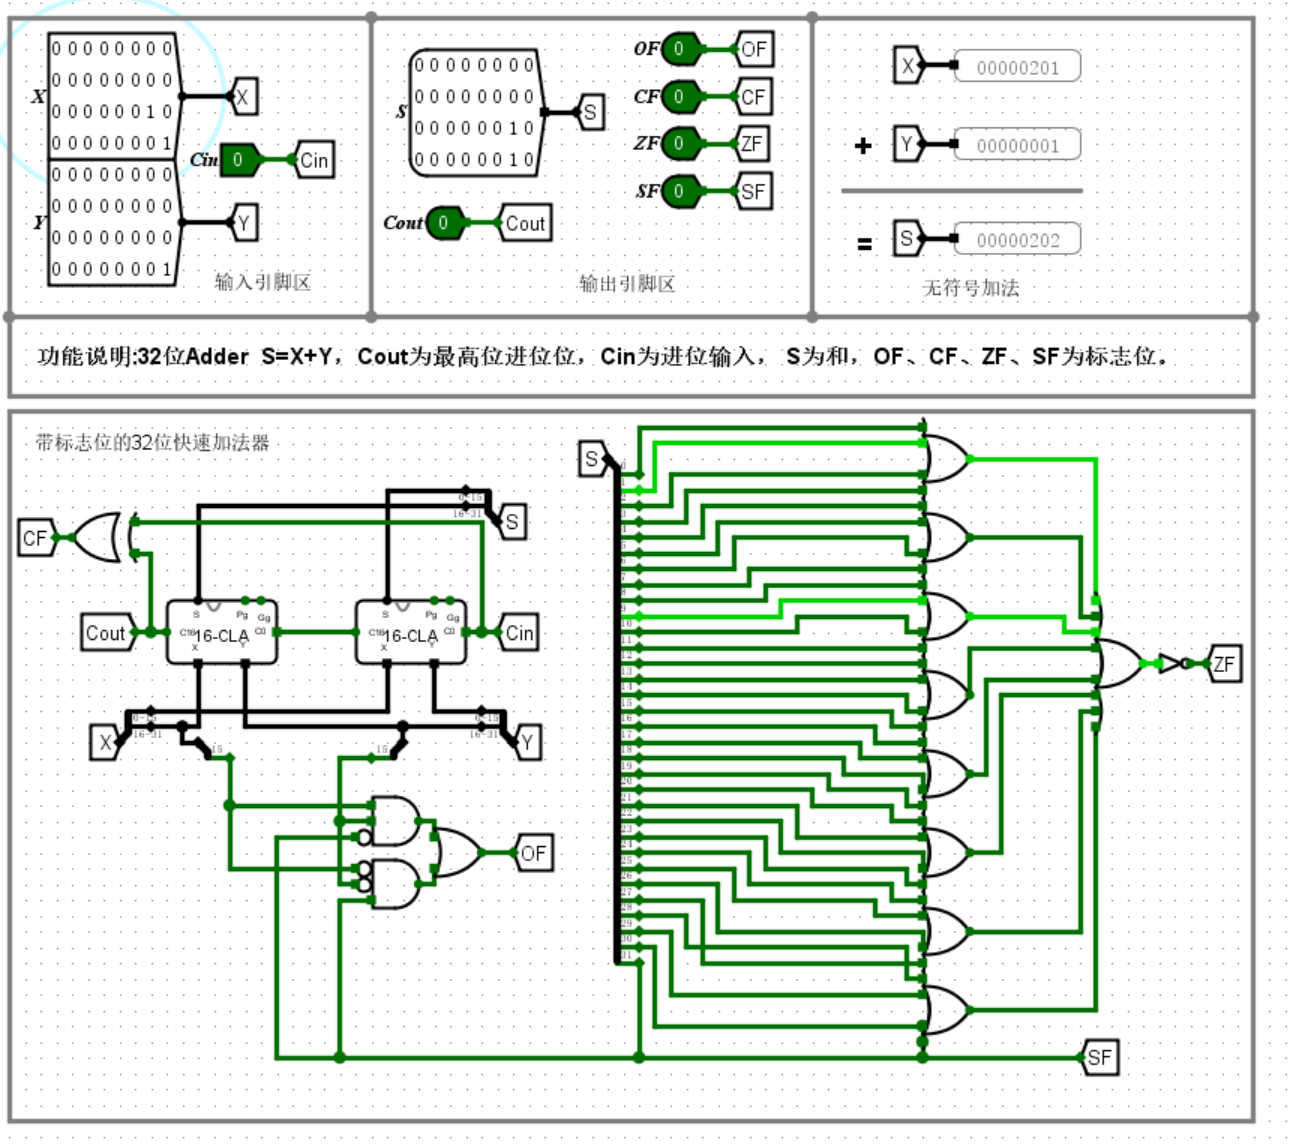 X
0 0 0 0 0 0 0 0
0 0 0 0 0 0 0 0
0 0 0 0 0 0 1 0
0 0 0 0 0 0 0 1
X
Y
0 0 0 0 0 0 0 0
0 0 0 0 0 0 0 0
0 0 0 0 0 0 0 0
0 0 0 0 0 0 0 1
Y
Cin 0 Cin
输入引脚区
S
0 0 0 0 0 0 0 0
0 0 0 0 0 0 0 0
0 0 0 0 0 0 1 0
0 0 0 0 0 0 1 0
S
Cout 0 Cout
OF 0 OF
CF 0 CF
ZF 0 ZF
SF 0 SF
输出引脚区
X 00000201
+ Y 00000001
= S 00000202
无符号加法
功能说明:32位Adder S=X+Y，Cout为最高位进位位，Cin为进位输入， S为和，OF、CF、ZF、SF为标志位。
带标志位的32位快速加法器
CF
0-15
16-31
S
Cout
S Pg Gg
C16 16-CLA C0
X Y
S Pg Gg
C16 16-CLA C0
X Y
Cin
X
0-15
16-31
15
0-15
16-31
Y
15
OF
S
0
1
2
3
4
5
6
7
8
9
10
11
12
13
14
15
16
17
18
19
20
21
22
23
24
25
26
27
28
29
30
31
ZF
SF